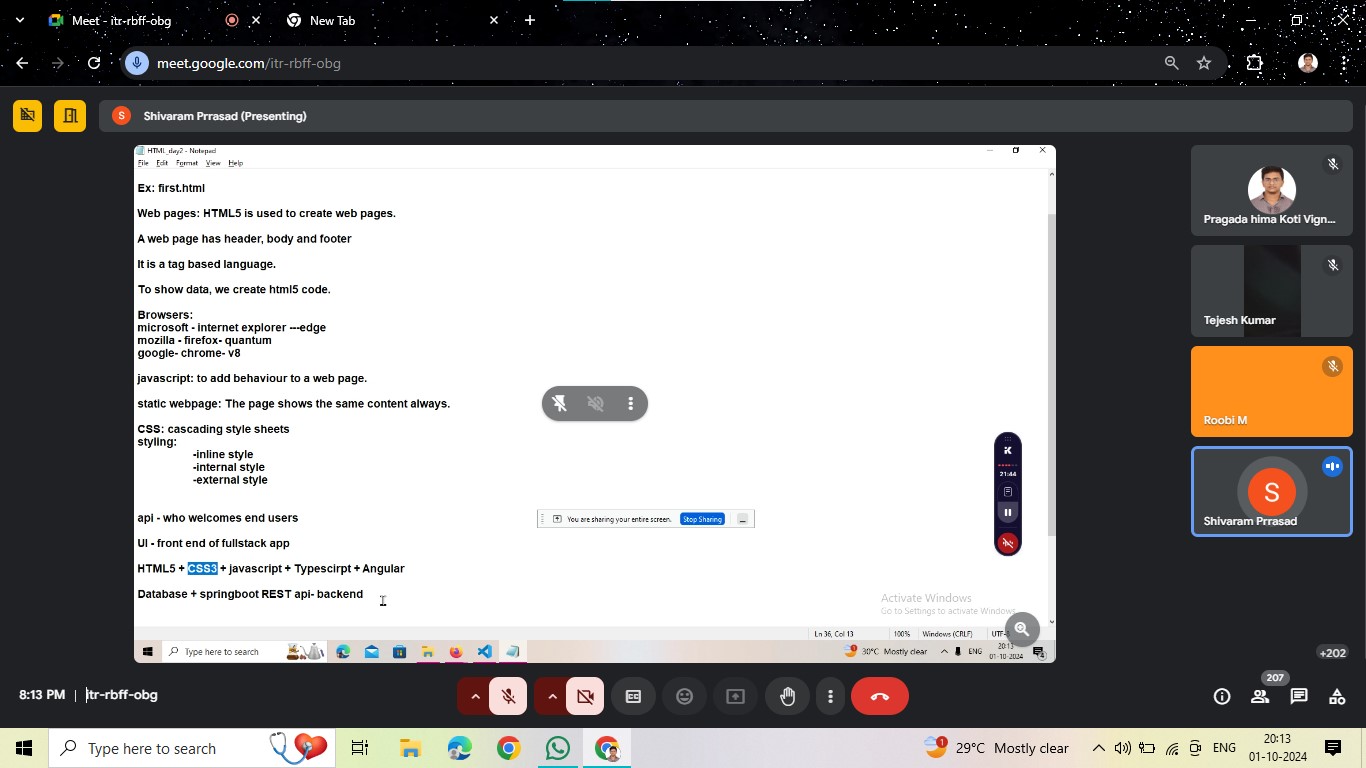 Meet - itr-rbff-obg
New Tab
meet.google.com/itr-rbff-obg
S Shivaram Prrasad (Presenting)
HTML_day2 - Notepad
File Edit Format View Help
Ex: first.html
Web pages: HTML5 is used to create web pages.
A web page has header, body and footer
It is a tag based language.
To show data, we create html5 code.
Browsers:
microsoft - internet explorer ---edge
mozilla - firefox- quantum
google- chrome- v8
javascript: to add behaviour to a web page.
static webpage: The page shows the same content always.
CSS: cascading style sheets
styling:
-inline style
-internal style
-external style
api - who welcomes end users
UI - front end of fullstack app
HTML5 + CSS3 + javascript + Typescirpt + Angular
Database + springboot REST api- backend
K
21:44
You are sharing your entire screen. Stop Sharing
Activate Windows
Go to Settings to activate Windows.
Ln 36, Col 13 100% Windows (CRLF) UTF-8
Type here to search
30°C Mostly clear ENG
20:13
01-10-2024
Pragada hima Koti Vign...
Tejesh Kumar
Roobi M
S
Shivaram Prrasad
+202
8:13 PM | itr-rbff-obg
207
Type here to search
29°C Mostly clear ENG
20:13
01-10-2024